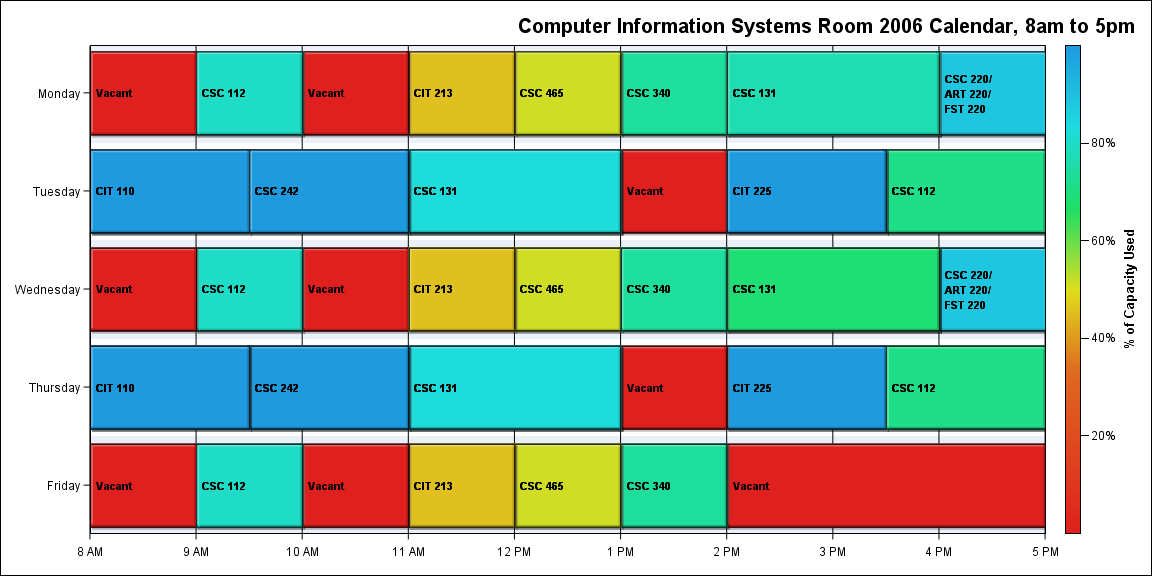 Computer Information Systems Room 2006 Calendar, 8am to 5pm
Monday
Vacant
CSC 112
Vacant
CIT 213
CSC 465
CSC 340
CSC 131
CSC 220/
ART 220/
FST 220
Tuesday
CIT 110
CSC 242
CSC 131
Vacant
CIT 225
CSC 112
Wednesday
Vacant
CSC 112
Vacant
CIT 213
CSC 465
CSC 340
CSC 131
CSC 220/
ART 220/
FST 220
Thursday
CIT 110
CSC 242
CSC 131
Vacant
CIT 225
CSC 112
Friday
Vacant
CSC 112
Vacant
CIT 213
CSC 465
CSC 340
Vacant
8 AM
9 AM
10 AM
11 AM
12 PM
1 PM
2 PM
3 PM
4 PM
5 PM
80%
60%
40%
20%
% of Capacity Used